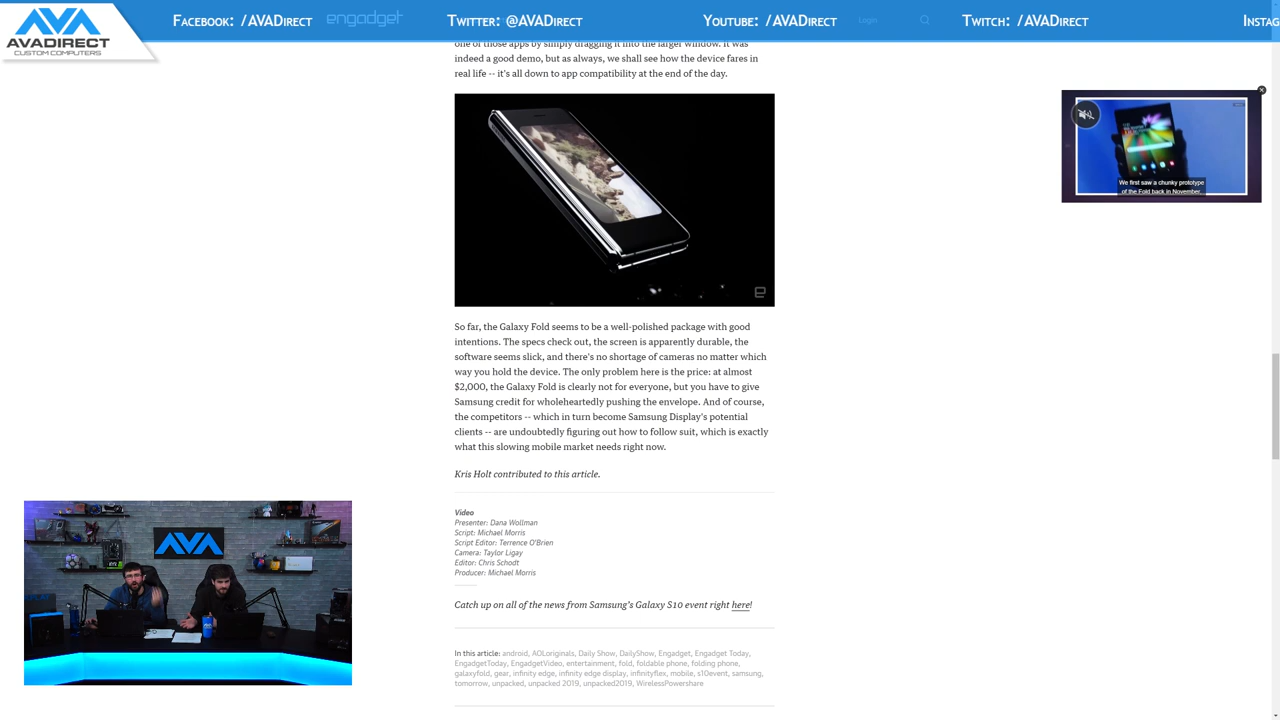 AVADIRECT
CUSTOM COMPUTERS
FACEBOOK: /AVADIRECT
engadget
TWITTER: @AVADIRECT
YOUTUBE: /AVADIRECT
Login
TWITCH: /AVADIRECT
INSTAG
one of those apps by simply dragging it into the larger window. It was
indeed a good demo, but as always, we shall see how the device fares in
real life -- it's all down to app compatibility at the end of the day.
We first saw a chunky prototype
of the Fold back in November,
So far, the Galaxy Fold seems to be a well-polished package with good
intentions. The specs check out, the screen is apparently durable, the
software seems slick, and there's no shortage of cameras no matter which
way you hold the device. The only problem here is the price: at almost
$2,000, the Galaxy Fold is clearly not for everyone, but you have to give
Samsung credit for wholeheartedly pushing the envelope. And of course,
the competitors -- which in turn become Samsung Display's potential
clients -- are undoubtedly figuring out how to follow suit, which is exactly
what this slowing mobile market needs right now.
Kris Holt contributed to this article.
Video
Presenter: Dana Wollman
Script: Michael Morris
Script Editor: Terrence O'Brien
Camera: Taylor Ligay
Editor: Chris Schodt
Producer: Michael Morris
Catch up on all of the news from Samsung's Galaxy S10 event right here!
In this article: android, AOLoriginals, Daily Show, DailyShow, Engadget, Engadget Today,
EngadgetToday, EngadgetVideo, entertainment, fold, foldable phone, folding phone,
galaxyfold, gear, infinity edge, infinity edge display, infinityflex, mobile, s10event, samsung,
tomorrow, unpacked, unpacked 2019, unpacked2019, WirelessPowershare
AVA